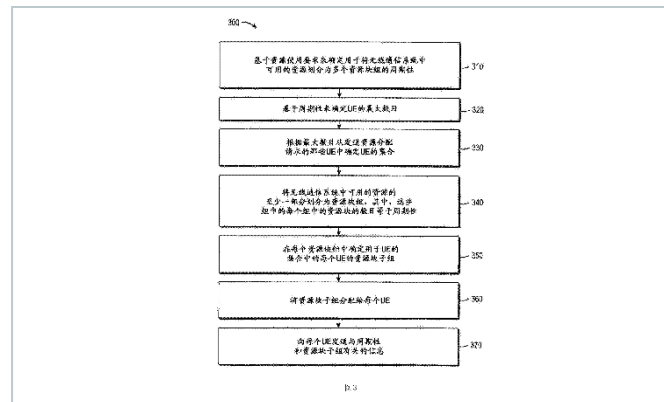 300
基于资源使用要求来确定用于将无线通信系统中
可用的资源划分为多个资源块组的周期性
310
基于周期性来确定UE的最大数目
320
根据最大数目从发送资源分配
请求的那些UE中确定UE的集合
330
将无线通信系统中可用的资源的
至少一部分划分为资源块组，其中，这些
组中的每个组中的资源块的数目等于周期性
340
在每个资源块组中确定用于UE的
集合中的每个UE的资源块子组
350
将资源块子组分配给每个UE
360
向每个UE发送与周期性
和资源块子组有关的信息
370